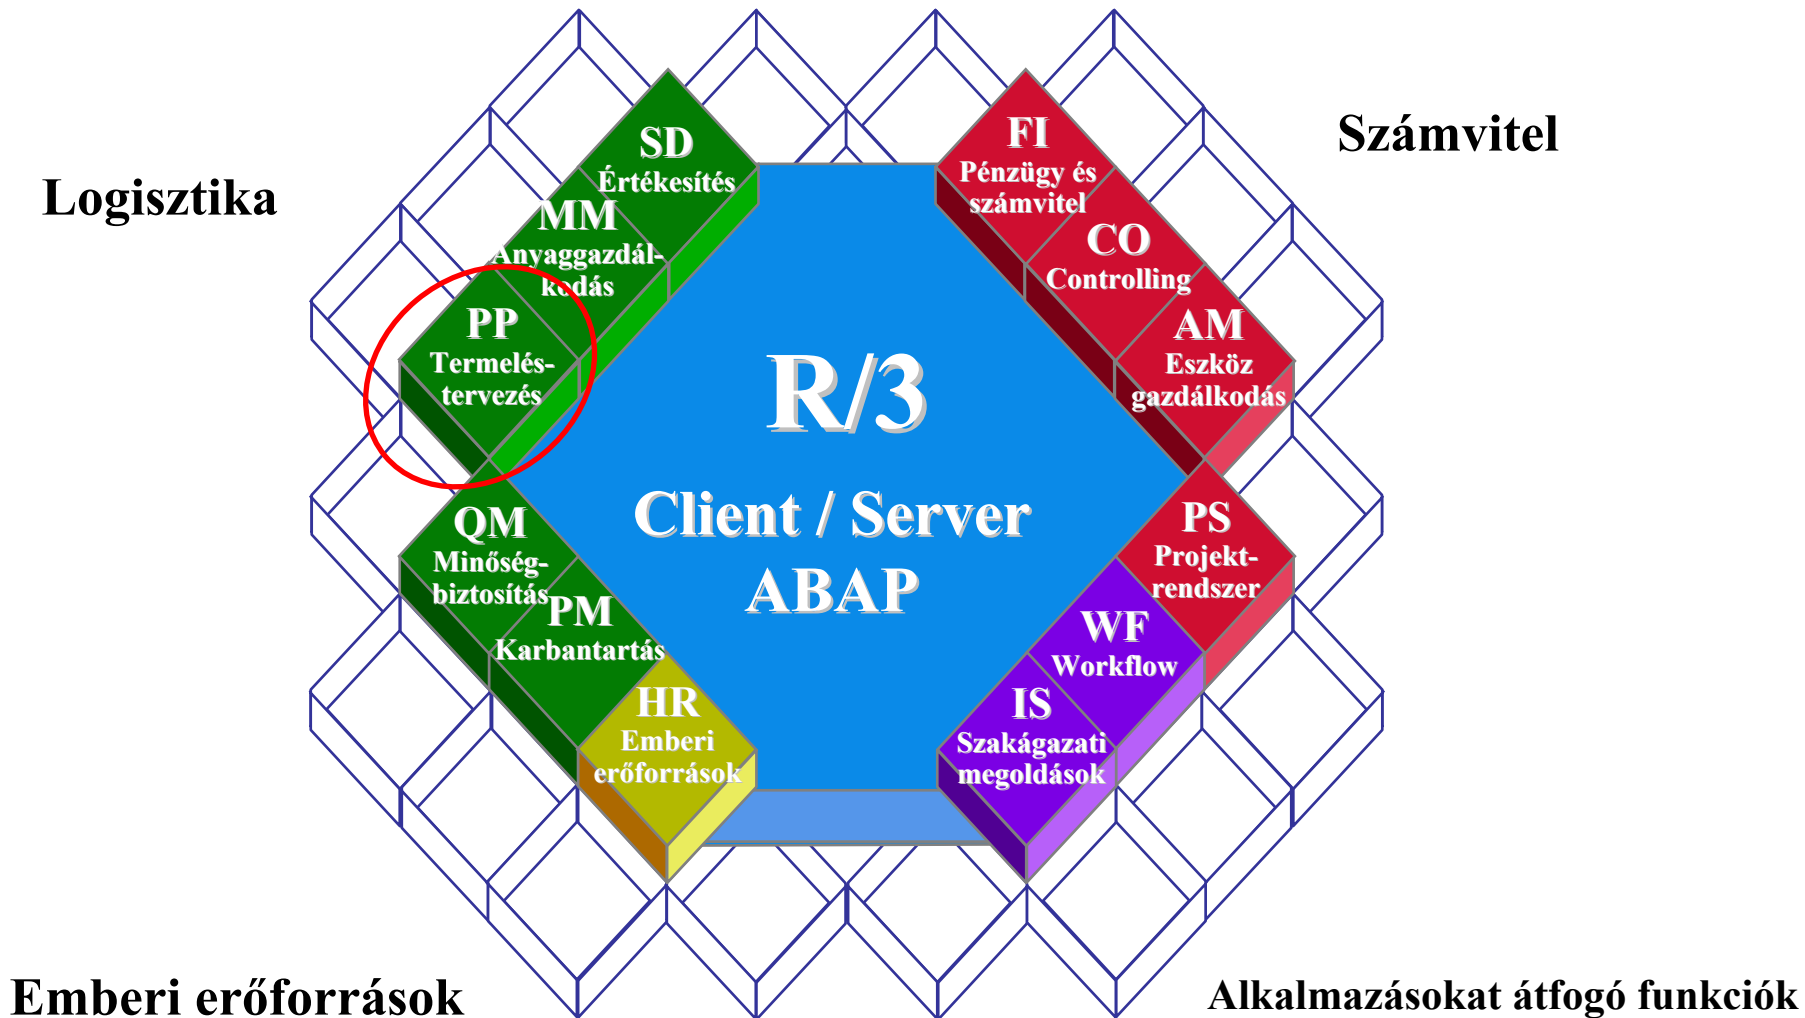 Logisztika
Számvitel
SD
Értékesítés
MM
Anyaggazdál-
kodás
PP
Termelés-
tervezés
QM
Minőség-
biztosítás
PM
Karbantartás
HR
Emberi
erőforrások
R/3
Client / Server
ABAP
FI
Pénzügy és
számvitel
CO
Controlling
AM
Eszköz
gazdálkodás
PS
Projekt-
rendszer
WF
Workflow
IS
Szakágazati
megoldások
Emberi erőforrások
Alkalmazásokat átfogó funkciók